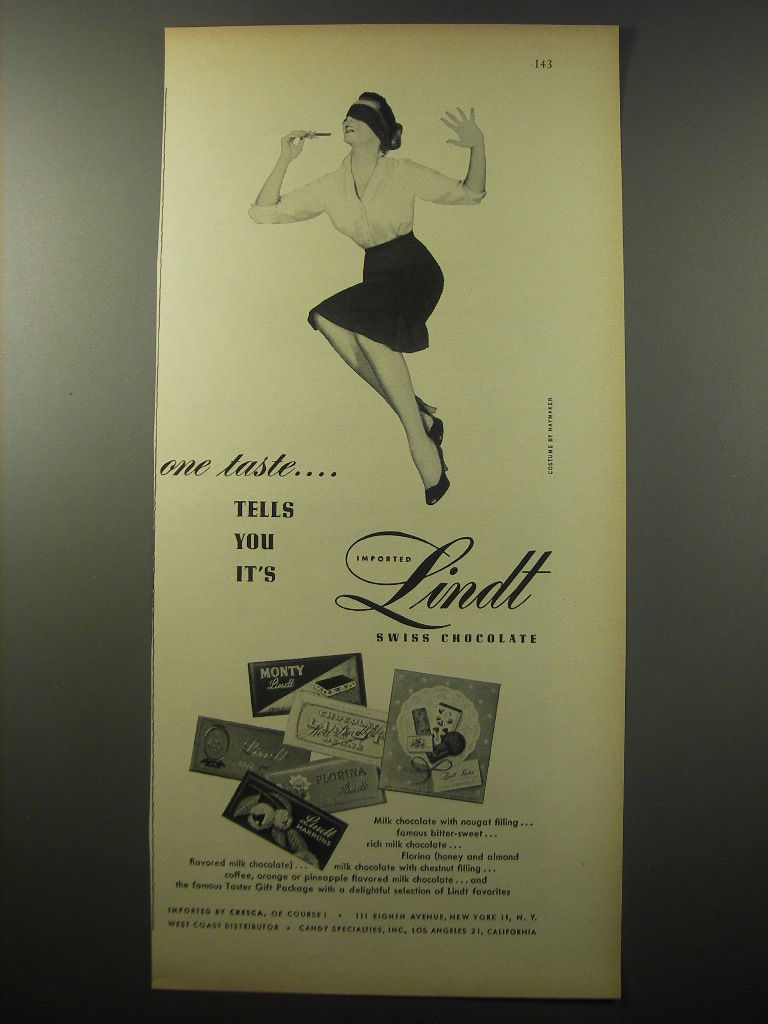 143
COSTUME BY HAYMAKER
one taste....
TELLS
YOU
IT'S
IMPORTED
Lindt
SWISS CHOCOLATE
MONTY
Lindt
CHOCOLAT
Lindt
FLORINA
Lindt
Lindt
MARRONS
Milk chocolate with nougat filling...
famous bitter-sweet...
rich milk chocolate...
Florina (honey and almond
flavored milk chocolate)... milk chocolate with chestnut filling...
coffee, orange or pineapple flavored milk chocolate...and
the famous Taster Gift Package with a delightful selection of Lindt favorites
IMPORTED BY CRESCA, OF COURSE! • 111 EIGHTH AVENUE, NEW YORK 11, N. Y.
WEST COAST DISTRIBUTOR • CANDY SPECIALTIES, INC., LOS ANGELES 21, CALIFORNIA